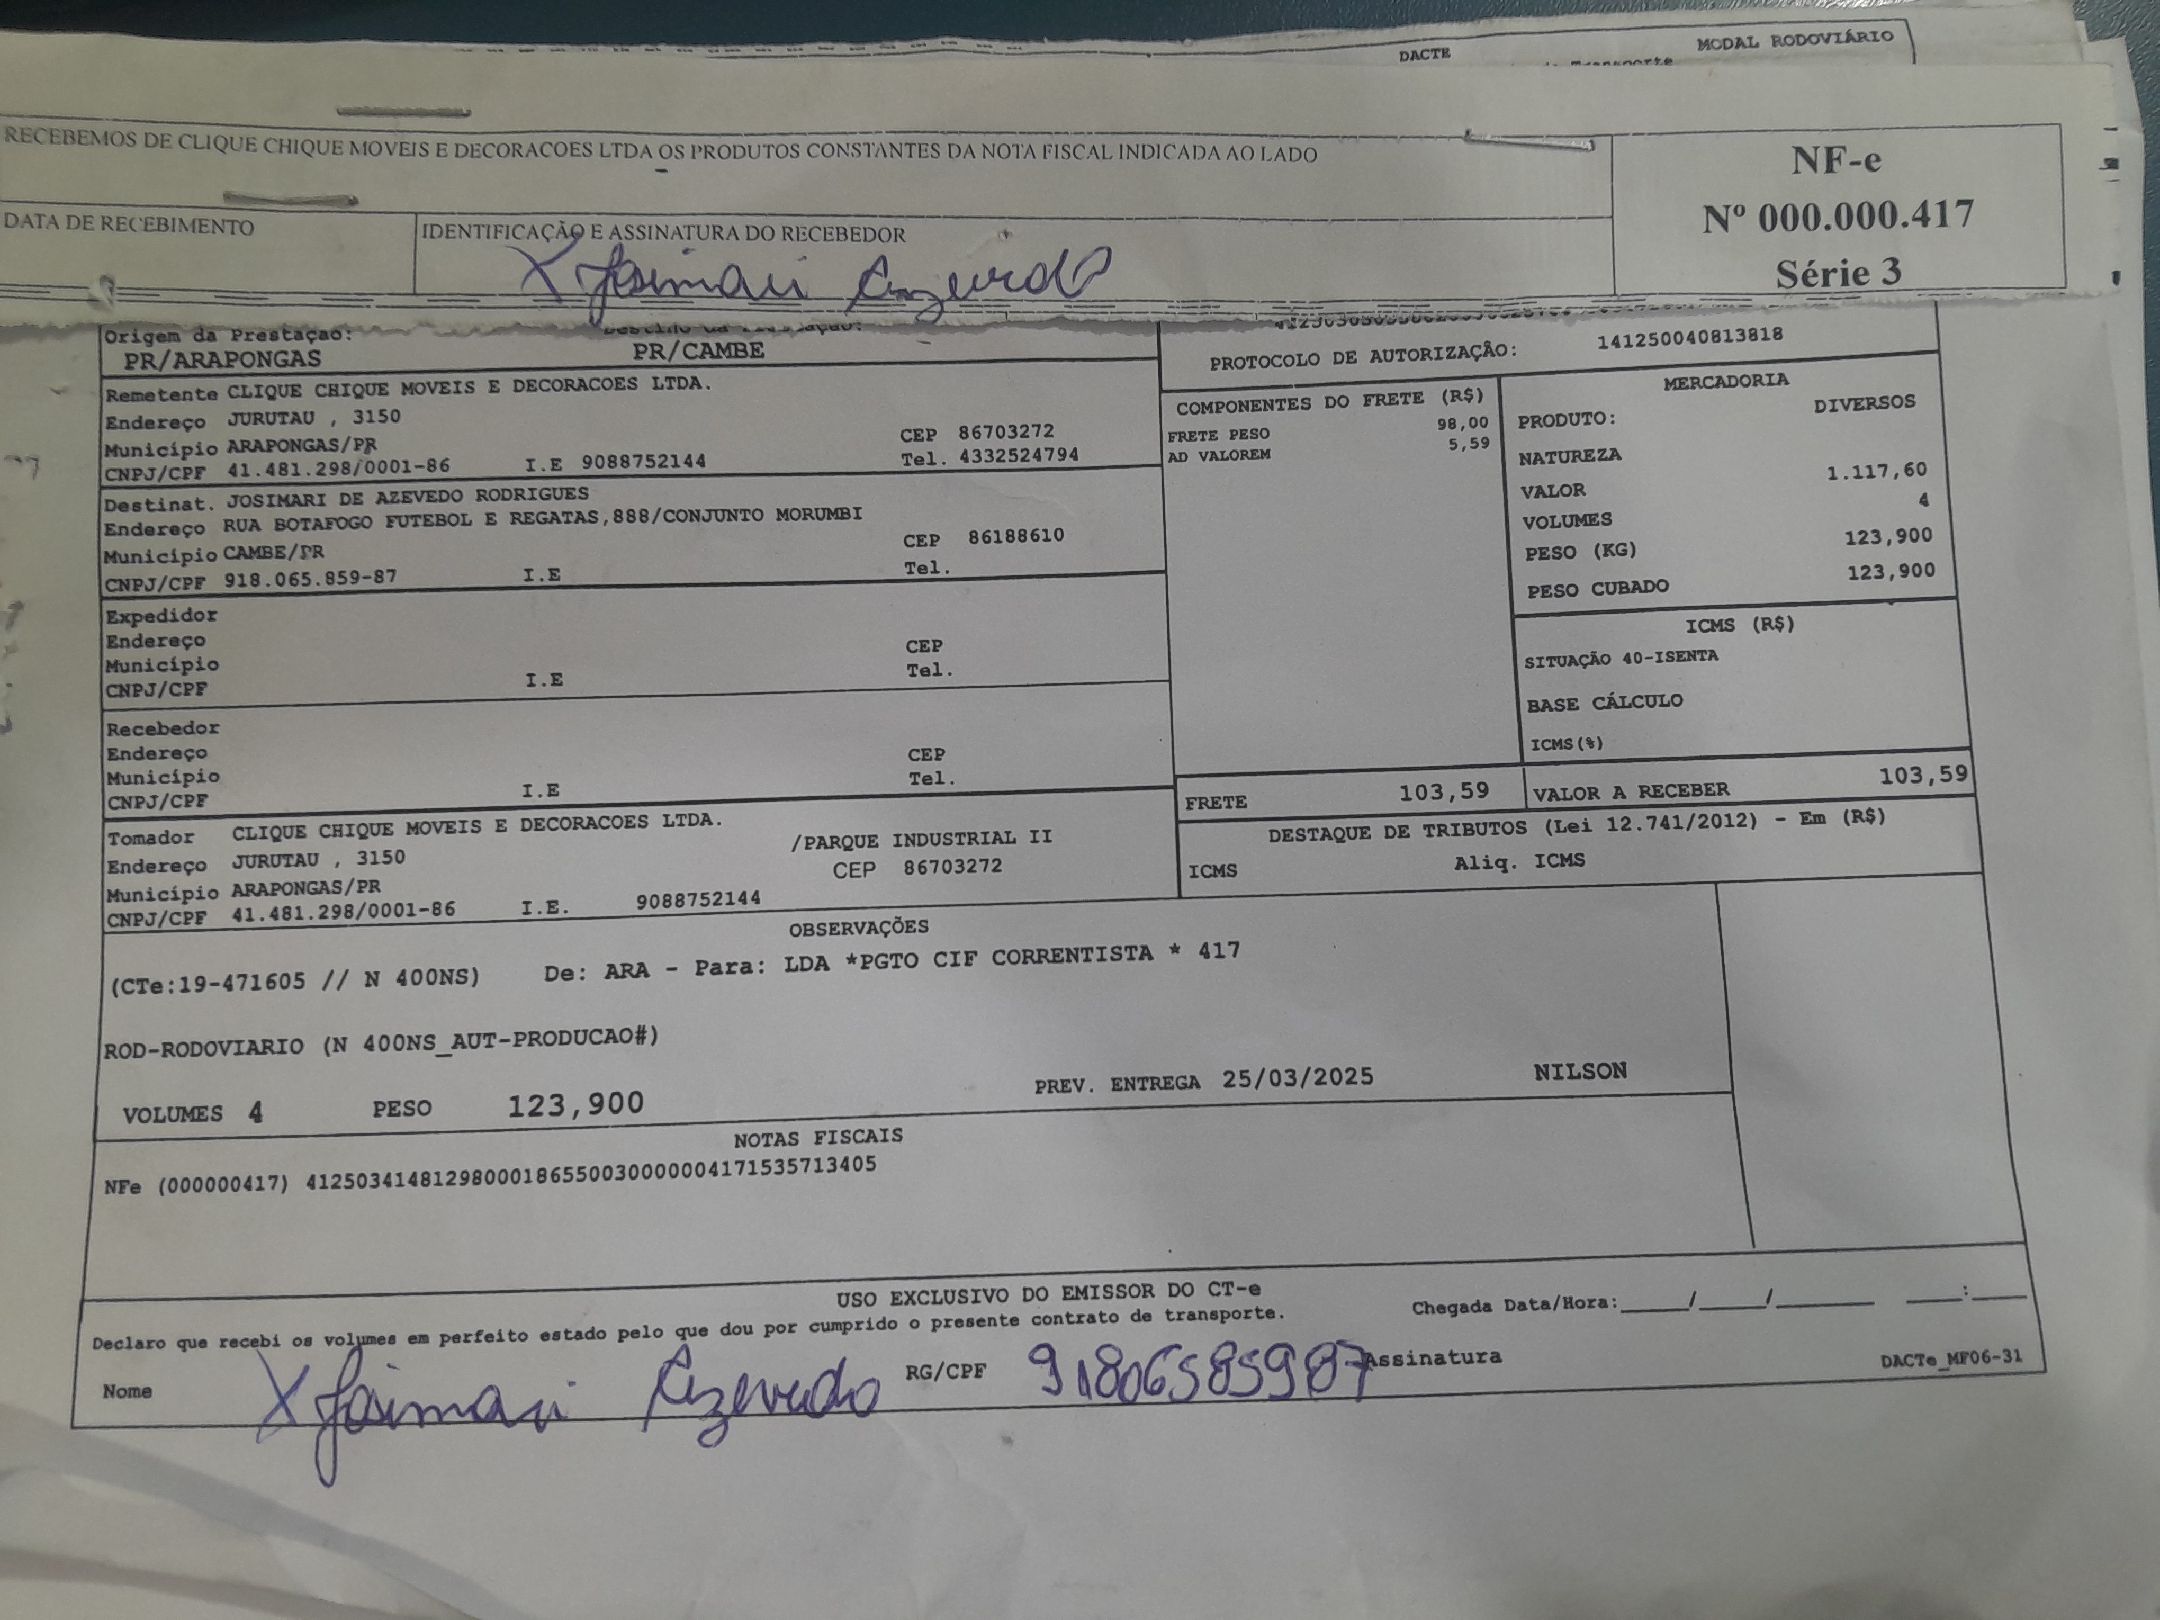 DACTE
MODAL RODOVIÁRIO
RECEBEMOS DE CLIQUE CHIQUE MOVEIS E DECORACOES LTDA OS PRODUTOS CONSTANTES DA NOTA FISCAL INDICADA AO LADO
NF-e
Nº 000.000.417
Série 3
DATA DE RECEBIMENTO
IDENTIFICAÇÃO E ASSINATURA DO RECEBEDOR
X Josimari Azevedo
Origem da Prestaçao:
PR/ARAPONGAS
PR/CAMBE
PROTOCOLO DE AUTORIZAÇÃO: 141250040813818
Remetente CLIQUE CHIQUE MOVEIS E DECORACOES LTDA.
Endereço JURUTAU , 3150
Município ARAPONGAS/PR CEP 86703272
CNPJ/CPF 41.481.298/0001-86 I.E 9088752144 Tel. 4332524794
Destinat. JOSIMARI DE AZEVEDO RODRIGUES
Endereço RUA BOTAFOGO FUTEBOL E REGATAS,888/CONJUNTO MORUMBI
Município CAMBE/PR CEP 86188610
CNPJ/CPF 918.065.859-87 I.E Tel.
Expedidor
Endereço
Município CEP
CNPJ/CPF I.E Tel.
Recebedor
Endereço
Município CEP
CNPJ/CPF I.E Tel.
Tomador CLIQUE CHIQUE MOVEIS E DECORACOES LTDA.
Endereço JURUTAU , 3150 /PARQUE INDUSTRIAL II
Município ARAPONGAS/PR CEP 86703272
CNPJ/CPF 41.481.298/0001-86 I.E. 9088752144
COMPONENTES DO FRETE (R$)
FRETE PESO 98,00
AD VALOREM 5,59
MERCADORIA
PRODUTO: DIVERSOS
NATUREZA
VALOR 1.117,60
VOLUMES 4
PESO (KG) 123,900
PESO CUBADO 123,900
ICMS (R$)
SITUAÇÃO 40-ISENTA
BASE CÁLCULO
ICMS(%)
FRETE 103,59
VALOR A RECEBER 103,59
DESTAQUE DE TRIBUTOS (Lei 12.741/2012) - Em (R$)
ICMS Aliq. ICMS
OBSERVAÇÕES
(CTe:19-471605 // N 400NS) De: ARA - Para: LDA *PGTO CIF CORRENTISTA * 417
ROD-RODOVIARIO (N 400NS_AUT-PRODUCAO#)
VOLUMES 4 PESO 123,900 PREV. ENTREGA 25/03/2025 NILSON
NOTAS FISCAIS
NFe (000000417) 41250341481298000186550030000004171535713405
USO EXCLUSIVO DO EMISSOR DO CT-e
Declaro que recebi os volumes em perfeito estado pelo que dou por cumprido o presente contrato de transporte.
Chegada Data/Hora:_____/_____/_______ ____:____
Nome X Josimari Azevedo RG/CPF 91806585987 Assinatura
DACTe_MF06-31